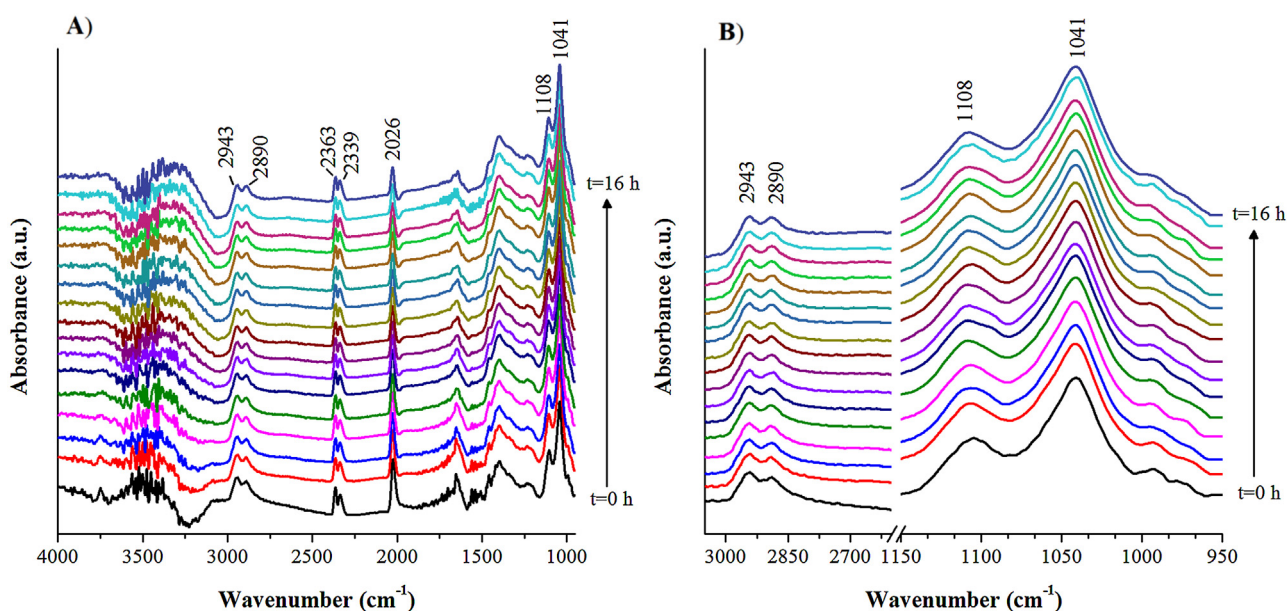 A)
2943
2890
2363
2339
2026
1108
1041
t=16 h
t=0 h
Absorbance (a.u.)
4000 3500 3000 2500 2000 1500 1000
Wavenumber (cm⁻¹)
B)
2943
2890
1108
1041
t=16 h
t=0 h
Absorbance (a.u.)
3000 2850 2700 1150 1100 1050 1000 950
Wavenumber (cm⁻¹)